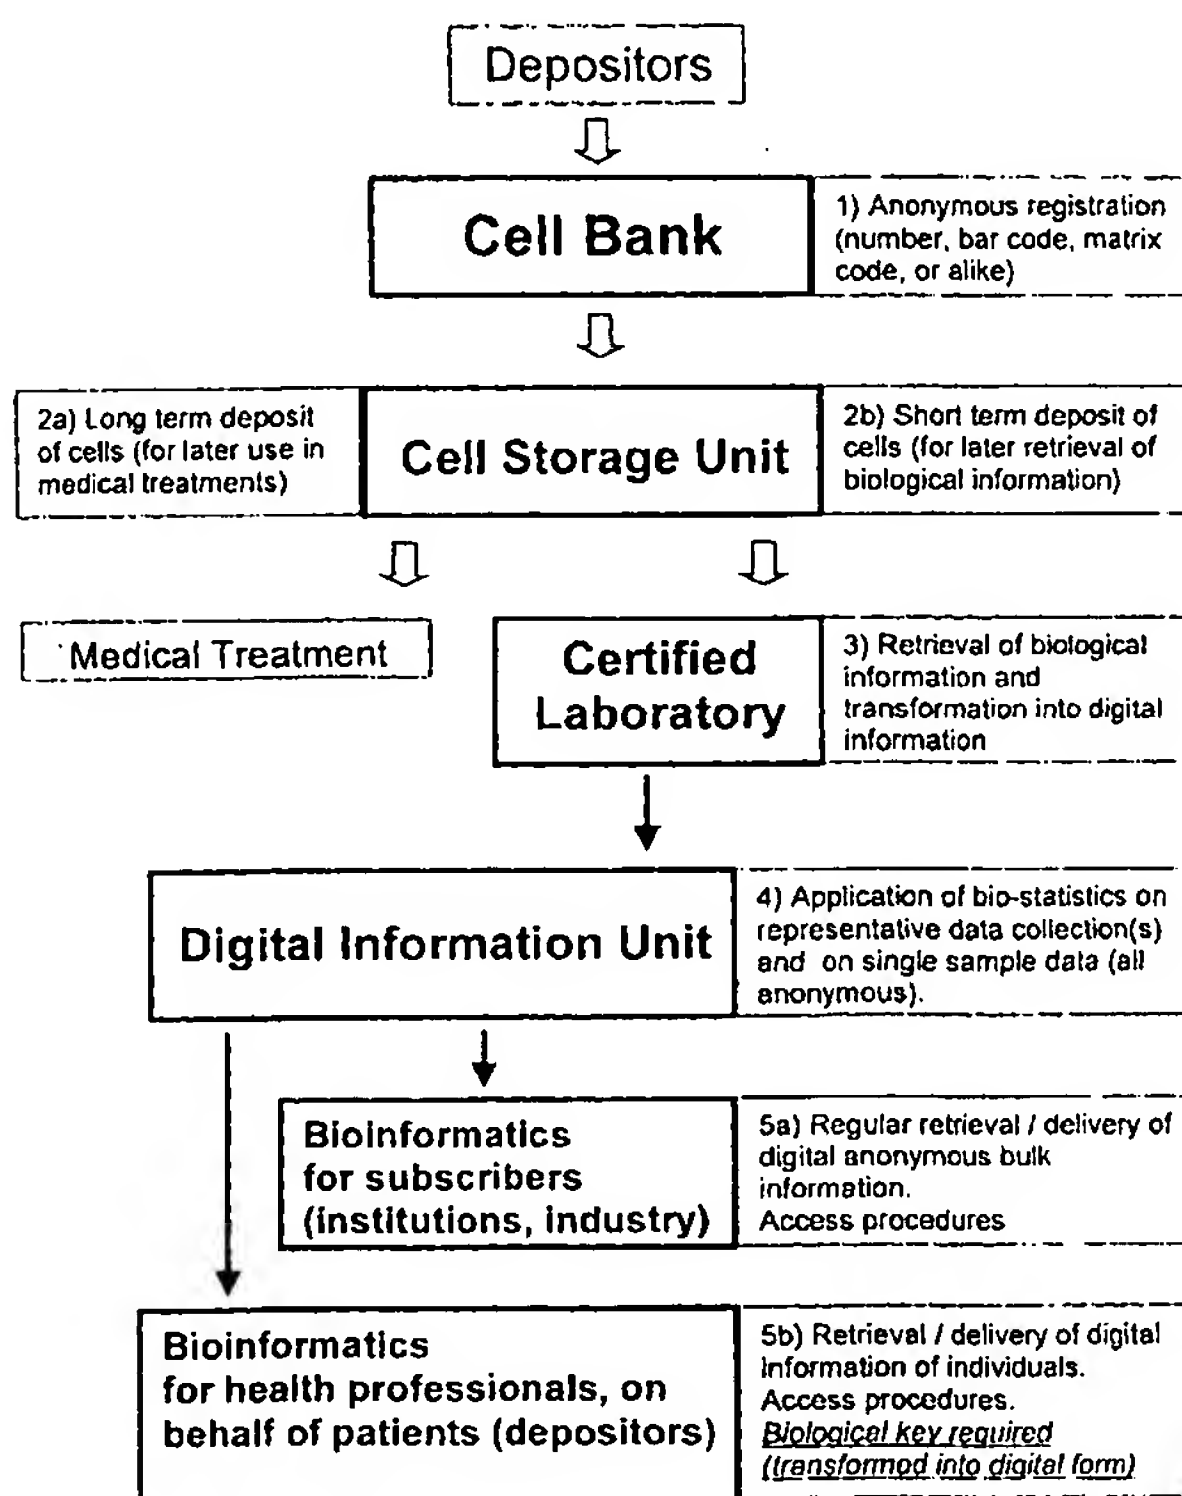 Depositors
Cell Bank
1) Anonymous registration
(number, bar code, matrix
code, or alike)
2a) Long term deposit
of cells (for later use in
medical treatments)
Cell Storage Unit
2b) Short term deposit of
cells (for later retrieval of
biological information)
Medical Treatment
Certified
Laboratory
3) Retrieval of biological
information and
transformation into digital
information
Digital Information Unit
4) Application of bio-statistics on
representative data collection(s)
and on single sample data (all
anonymous).
Bioinformatics
for subscribers
(institutions, industry)
5a) Regular retrieval / delivery of
digital anonymous bulk
information.
Access procedures
Bioinformatics
for health professionals, on
behalf of patients (depositors)
5b) Retrieval / delivery of digital
Information of individuals.
Access procedures.
Biological key required
(transformed into digital form)